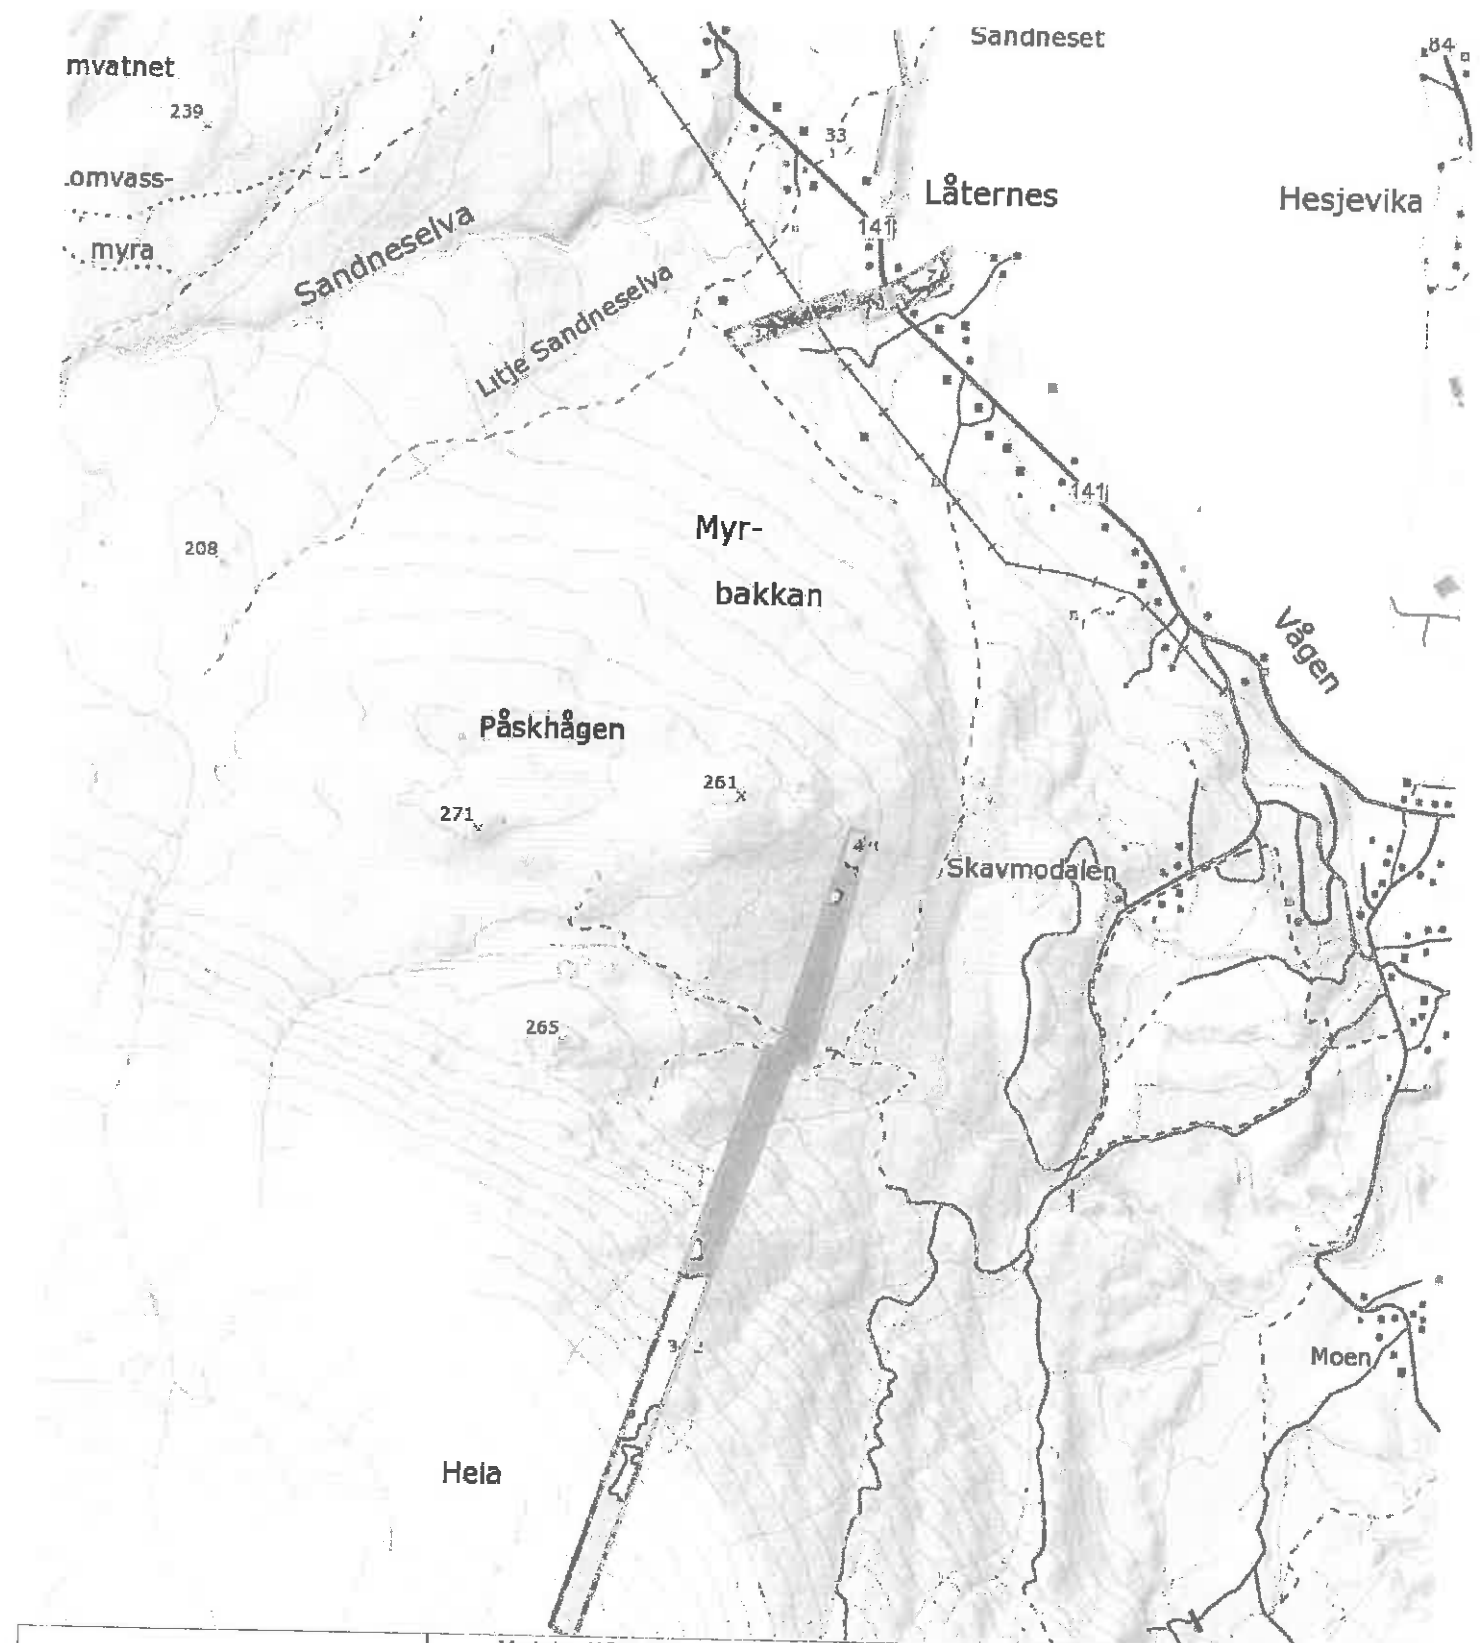 Sandneset
84
mvatnet
239
33
omvass-
Låternes
Hesjevika
141
myra
Sandneselva
Litje Sandneselva
141
Myr-
208
bakkan
Vågen
Påskhågen
261
271
Skavmodalen
265
Moen
Heia